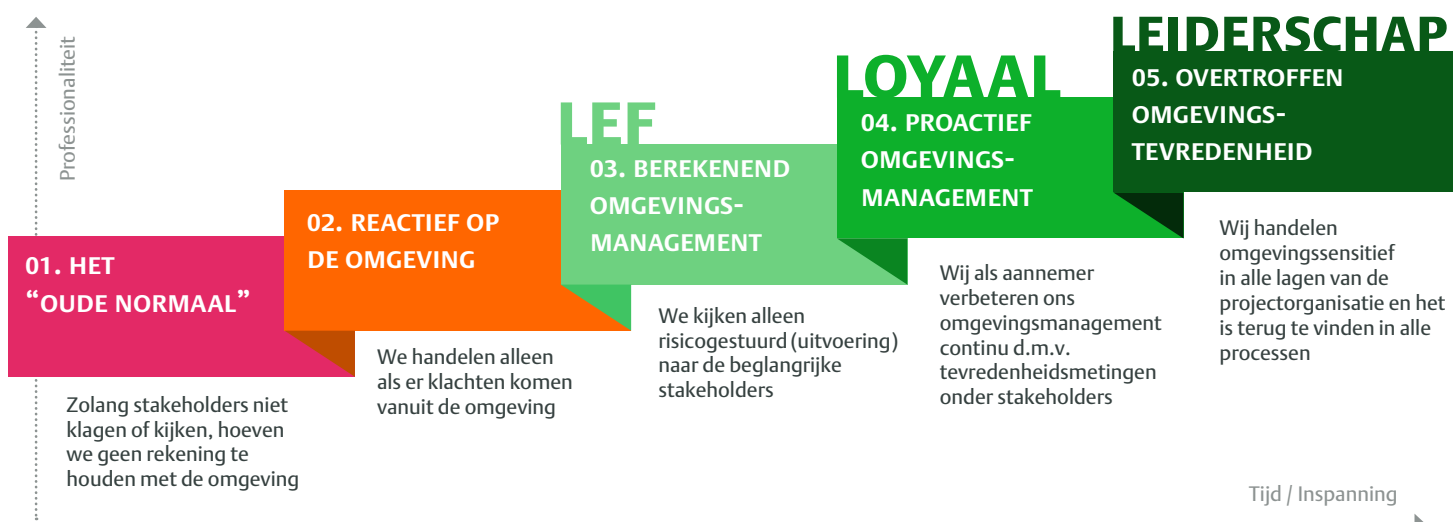 Professionaliteit
01. HET
“OUDE NORMAAL”
Zolang stakeholders niet
klagen of kijken, hoeven
we geen rekening te
houden met de omgeving
02. REACTIEF OP
DE OMGEVING
We handelen alleen
als er klachten komen
vanuit de omgeving
LEF
03. BEREKENEND
OMGEVINGS-
MANAGEMENT
We kijken alleen
risicogestuurd (uitvoering)
naar de beglangrijke
stakeholders
LOYAAL
04. PROACTIEF
OMGEVINGS-
MANAGEMENT
Wij als aannemer
verbeteren ons
omgevingsmanagement
continu d.m.v.
tevredenheidsmetingen
onder stakeholders
LEIDERSCHAP
05. OVERTROFFEN
OMGEVINGS-
TEVREDENHEID
Wij handelen
omgevingssensitief
in alle lagen van de
projectorganisatie en het
is terug te vinden in alle
processen
Tijd / Inspanning